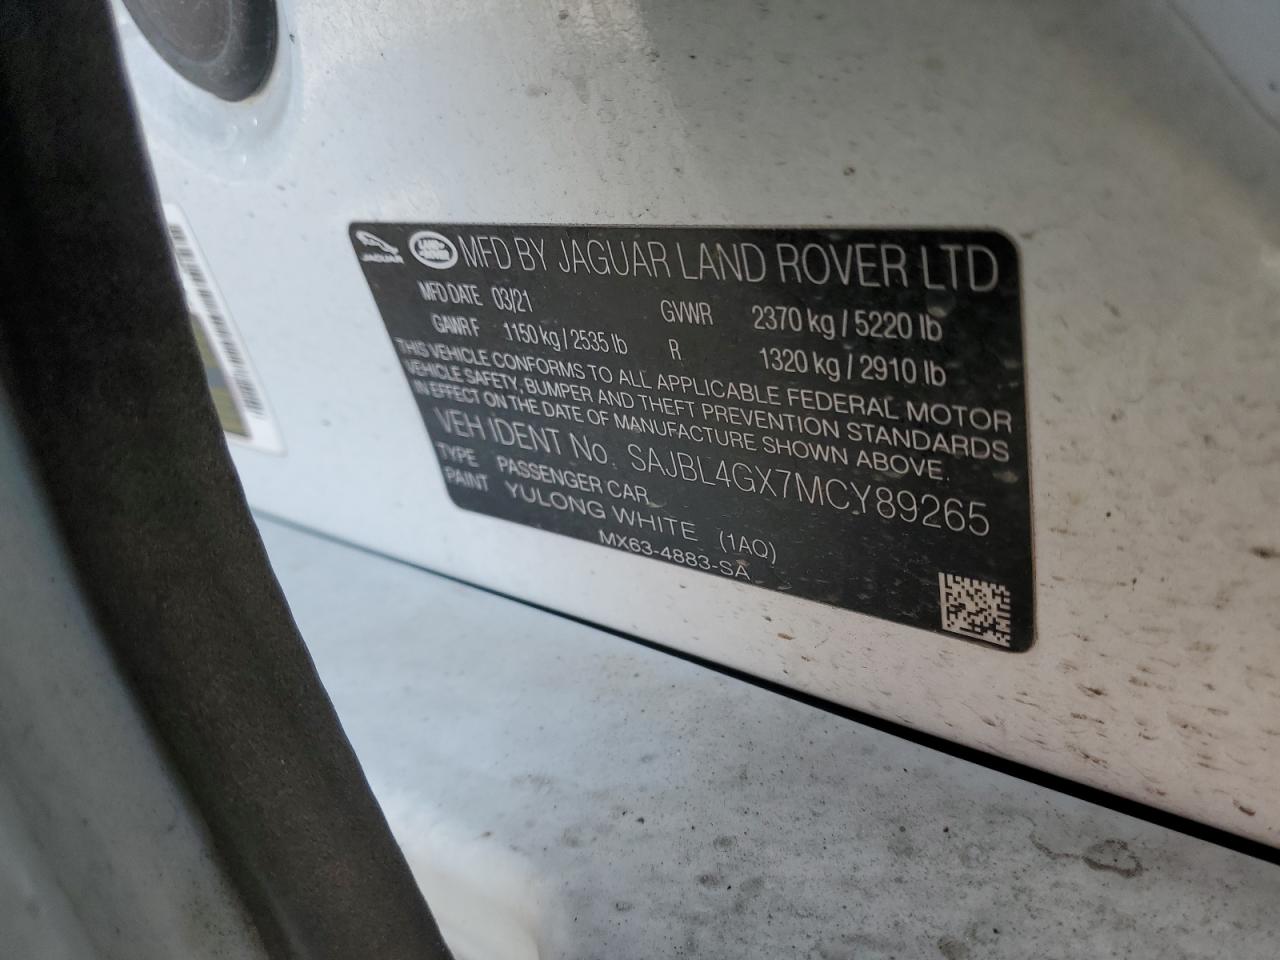 JAGUAR LAND ROVER MFD BY JAGUAR LAND ROVER LTD
MFD DATE 03/21 GVWR 2370 kg / 5220 lb
GAWR F 1150 kg / 2535 lb R 1320 kg / 2910 lb
THIS VEHICLE CONFORMS TO ALL APPLICABLE FEDERAL MOTOR
VEHICLE SAFETY, BUMPER AND THEFT PREVENTION STANDARDS
IN EFFECT ON THE DATE OF MANUFACTURE SHOWN ABOVE.
VEH IDENT No. SAJBL4GX7MCY89265
TYPE PASSENGER CAR
PAINT YULONG WHITE (1AQ)
MX63-4883-SA